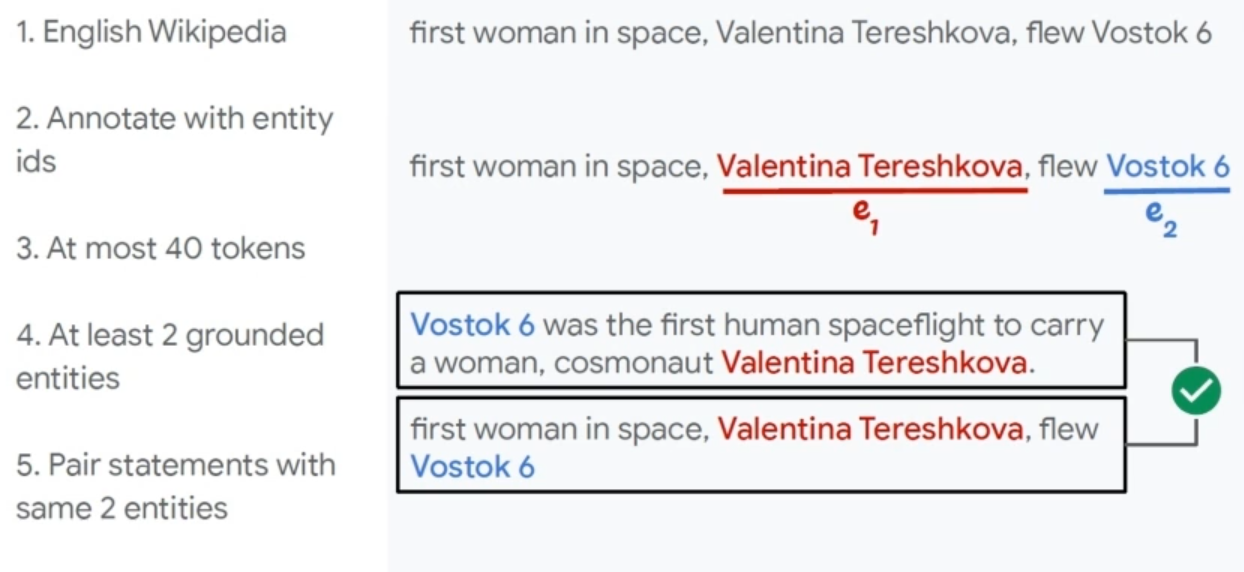 1. English Wikipedia
first woman in space, Valentina Tereshkova, flew Vostok 6
2. Annotate with entity
ids
first woman in space, Valentina Tereshkova, flew Vostok 6
e1
e2
3. At most 40 tokens
4. At least 2 grounded
entities
Vostok 6 was the first human spaceflight to carry
a woman, cosmonaut Valentina Tereshkova.
first woman in space, Valentina Tereshkova, flew
Vostok 6
5. Pair statements with
same 2 entities